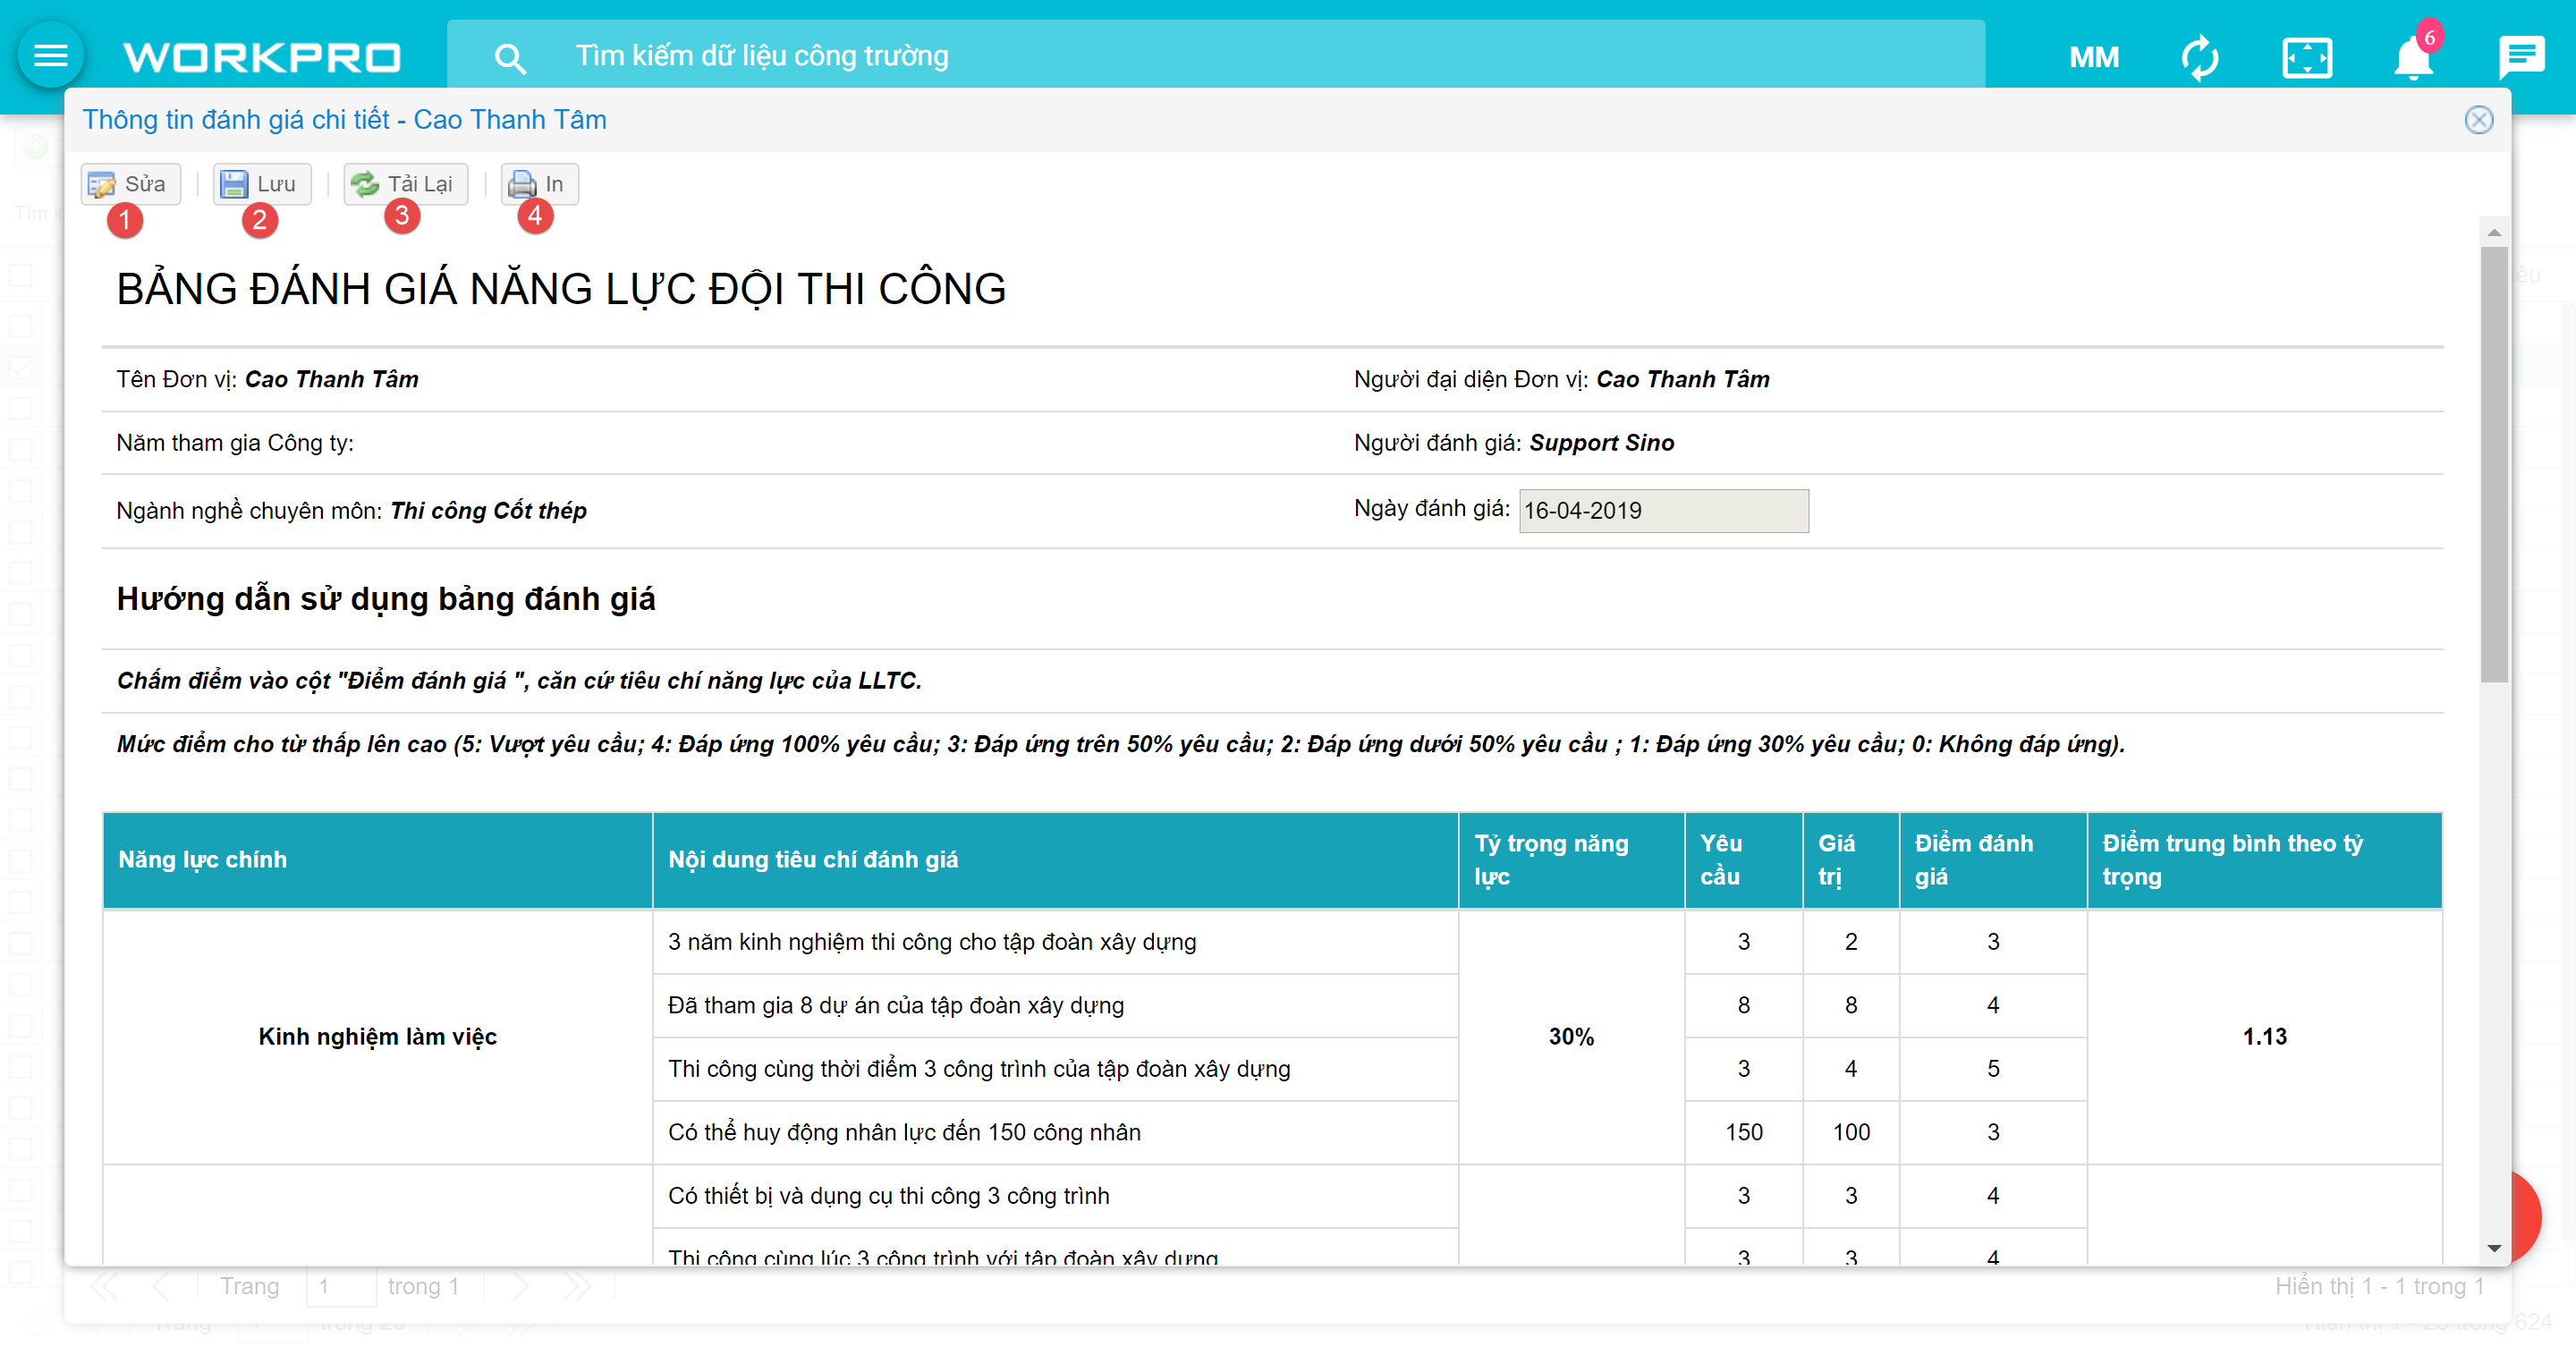 WORKPRO
Tìm kiếm dữ liệu công trường
MM
6
Thông tin đánh giá chi tiết - Cao Thanh Tâm
Sửa
Lưu
Tải Lại
In
1
2
3
4
BẢNG ĐÁNH GIÁ NĂNG LỰC ĐỘI THI CÔNG
Tên Đơn vị: Cao Thanh Tâm
Người đại diện Đơn vị: Cao Thanh Tâm
Năm tham gia Công ty:
Người đánh giá: Support Sino
Ngành nghề chuyên môn: Thi công Cốt thép
Ngày đánh giá: 16-04-2019
Hướng dẫn sử dụng bảng đánh giá
Chấm điểm vào cột "Điểm đánh giá ", căn cứ tiêu chí năng lực của LLTC.
Mức điểm cho từ thấp lên cao (5: Vượt yêu cầu; 4: Đáp ứng 100% yêu cầu; 3: Đáp ứng trên 50% yêu cầu; 2: Đáp ứng dưới 50% yêu cầu ; 1: Đáp ứng 30% yêu cầu; 0: Không đáp ứng).
Năng lực chính
Nội dung tiêu chí đánh giá
Tỷ trọng năng
lực
Yêu
cầu
Giá
trị
Điểm đánh
giá
Điểm trung bình theo tỷ
trọng
Kinh nghiệm làm việc
30%
1.13
3 năm kinh nghiệm thi công cho tập đoàn xây dựng 3 2 3
Đã tham gia 8 dự án của tập đoàn xây dựng 8 8 4
Thi công cùng thời điểm 3 công trình của tập đoàn xây dựng 3 4 5
Có thể huy động nhân lực đến 150 công nhân 150 100 3
Có thiết bị và dụng cụ thi công 3 công trình 3 3 4
Thi công cùng lúc 3 công trình với tập đoàn xây dựng 3 3 4
Trang 1 trong 1
Hiển thị 1 - 1 trong 1